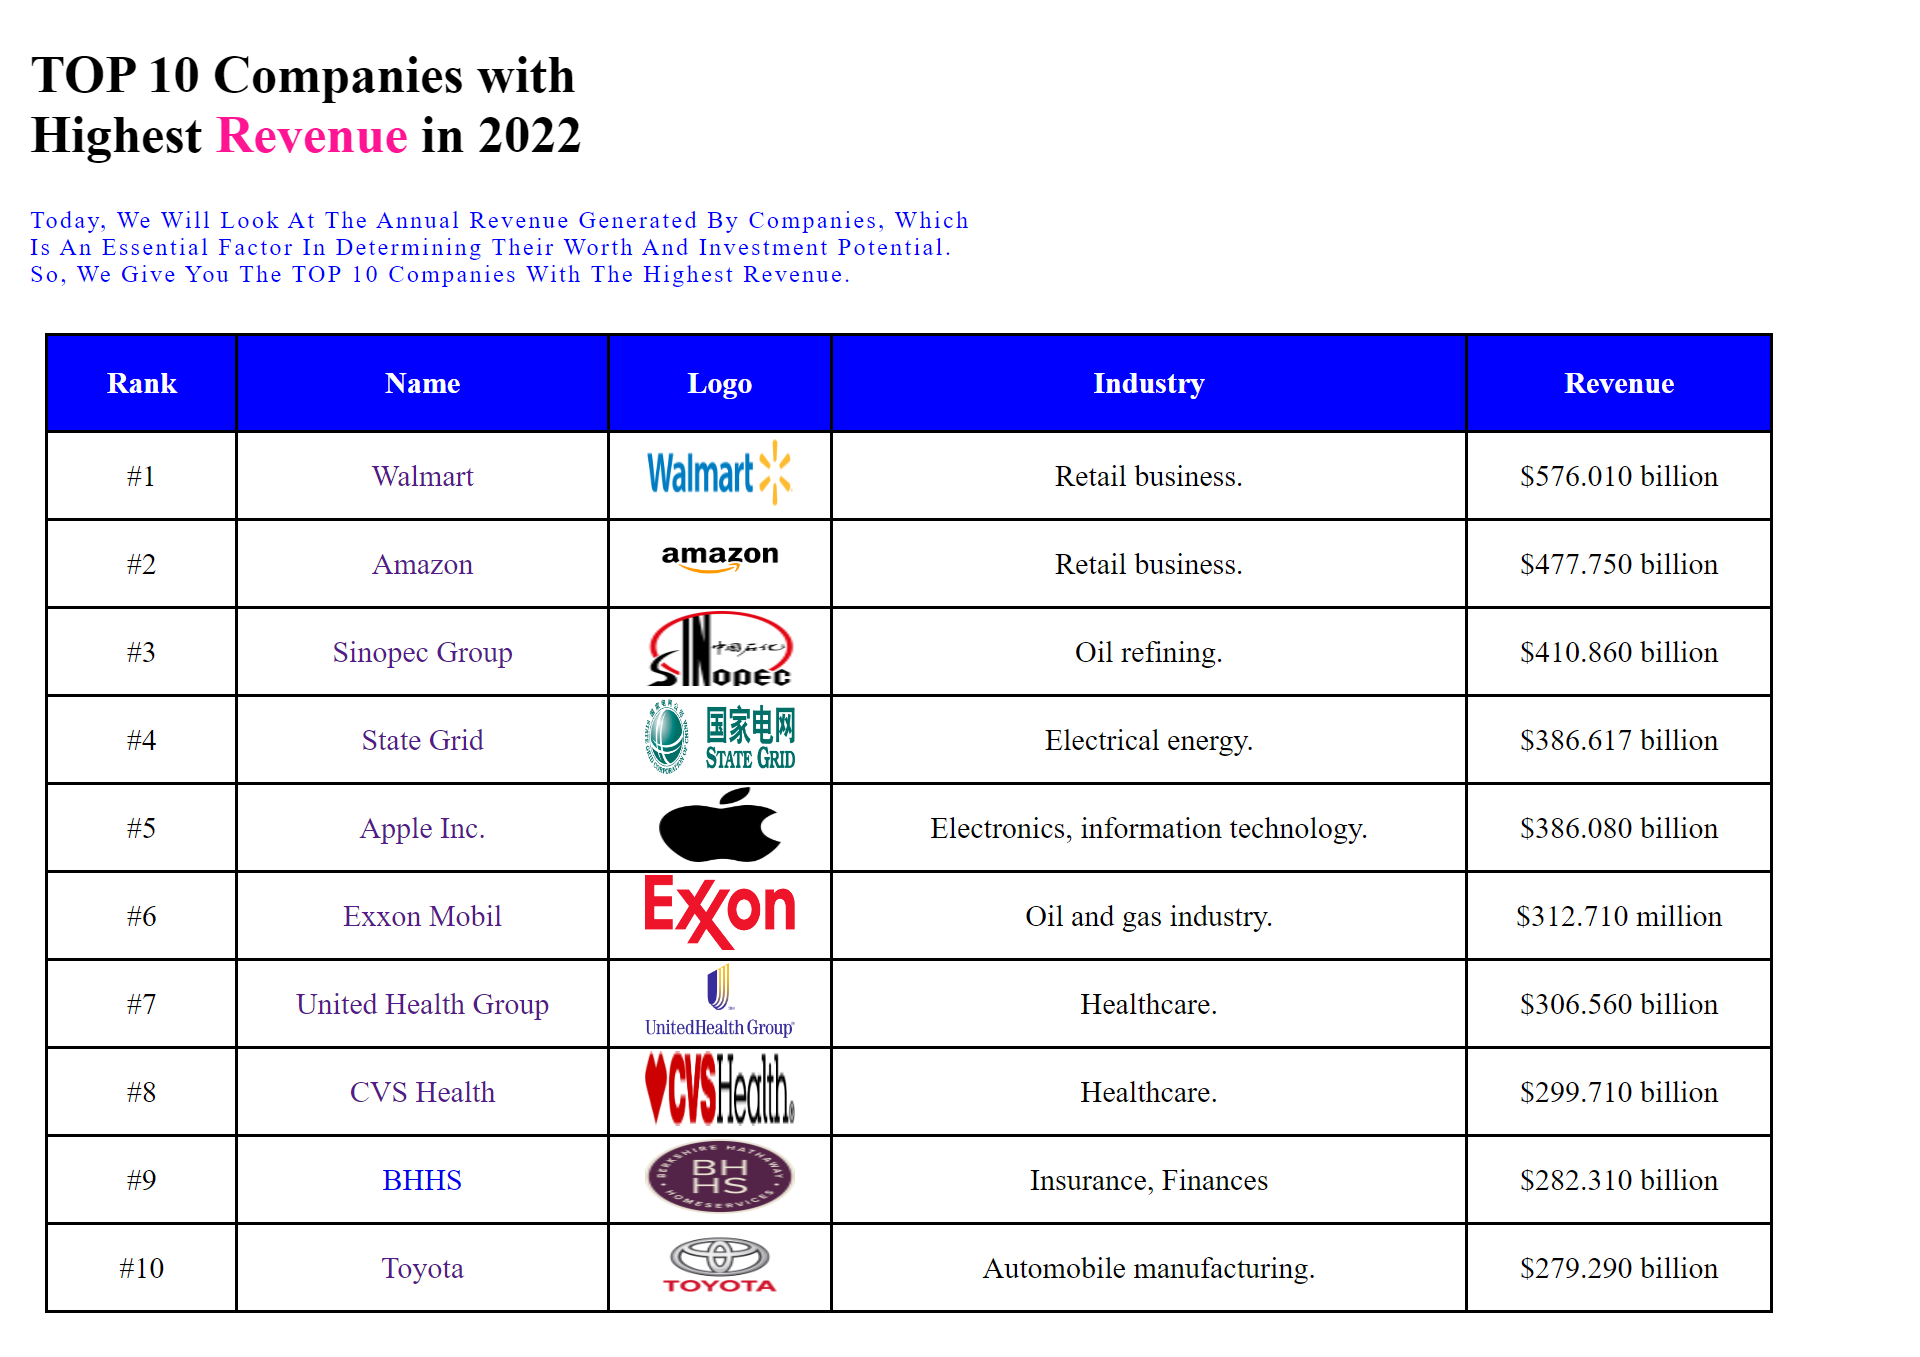 TOP 10 Companies with
Highest Revenue in 2022
Today, We Will Look At The Annual Revenue Generated By Companies, Which
Is An Essential Factor In Determining Their Worth And Investment Potential.
So, We Give You The TOP 10 Companies With The Highest Revenue.
Rank Name Logo Industry Revenue
#1 Walmart Walmart Retail business. $576.010 billion
#2 Amazon amazon Retail business. $477.750 billion
#3 Sinopec Group 中国石化 SINOPEC Oil refining. $410.860 billion
#4 State Grid 国家电网 STATE GRID Electrical energy. $386.617 billion
#5 Apple Inc. Electronics, information technology. $386.080 billion
#6 Exxon Mobil Exxon Oil and gas industry. $312.710 million
#7 United Health Group UnitedHealth Group Healthcare. $306.560 billion
#8 CVS Health CVSHealth® Healthcare. $299.710 billion
#9 BHHS BERKSHIRE HATHAWAY BH HS HOMESERVICES Insurance, Finances $282.310 billion
#10 Toyota TOYOTA Automobile manufacturing. $279.290 billion